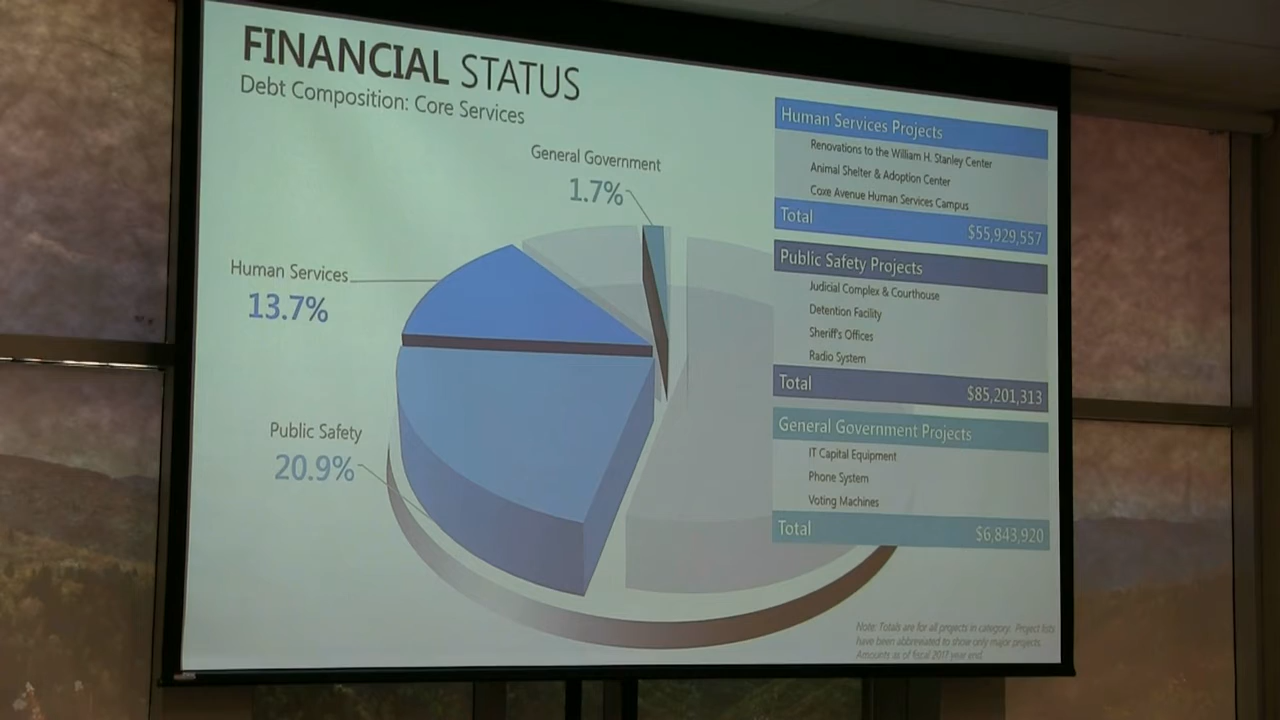 FINANCIAL STATUS
Debt Composition: Core Services
General Government
1.7%
Human Services
13.7%
Public Safety
20.9%
Human Services Projects
Renovations to the William H. Stanley Center
Animal Shelter & Adoption Center
Coxe Avenue Human Services Campus
Total $55,929,557
Public Safety Projects
Judicial Complex & Courthouse
Detention Facility
Sheriff's Offices
Radio System
Total $85,201,313
General Government Projects
IT Capital Equipment
Phone System
Voting Machines
Total $6,843,920
Note: Totals are for all projects in category. Project lists
have been abbreviated to show only major projects.
Amounts as of fiscal 2017 year end.